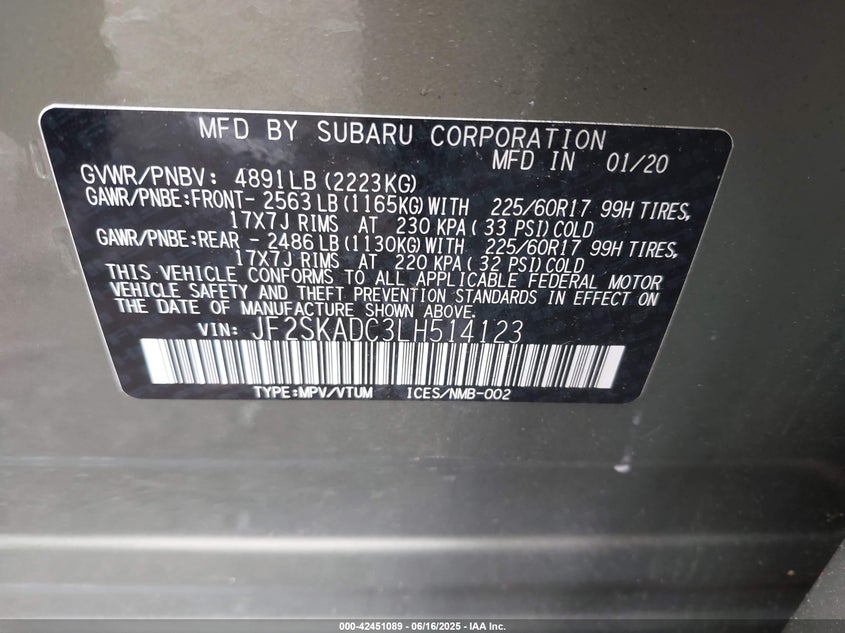 MFD BY SUBARU CORPORATION
MFD IN 01/20
GVWR/PNBV: 4891LB (2223KG)
GAWR/PNBE:FRONT- 2563 LB (1165KG) WITH 225/60R17 99H TIRES,
17X7J RIMS AT 230 KPA( 33 PSI) COLD
GAWR/PNBE:REAR - 2486 LB (1130KG) WITH 225/60R17 99H TIRES,
17X7J RIMS AT 220 KPA( 32 PSI) COLD
THIS VEHICLE CONFORMS TO ALL APPLICABLE FEDERAL MOTOR
VEHICLE SAFETY AND THEFT PREVENTION STANDARDS IN EFFECT ON
THE DATE OF MANUFACTURE SHOWN ABOVE.
VIN: JF2SKADC3LH514123
TYPE:MPV/VTUM ICES/NMB-002
000-42451089 - 06/16/2025 - IAA Inc.